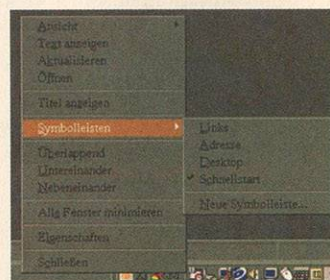 Ansicht
Text anzeigen
Aktualisieren
Öffnen
Titel anzeigen
Symbolleisten
Überlappend
Untereinander
Nebeneinander
Alle Fenster minimieren
Eigenschaften
Schließen
Links
Adresse
Desktop
Schnellstart
Neue Symbolleiste...